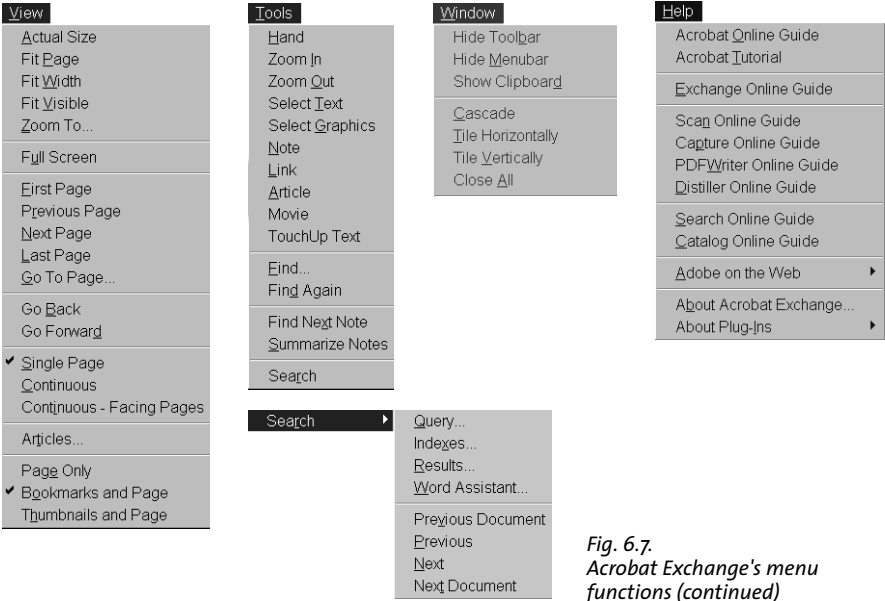 View
Actual Size
Fit Page
Fit Width
Fit Visible
Zoom To...
Full Screen
First Page
Previous Page
Next Page
Last Page
Go To Page...
Go Back
Go Forward
Single Page
Continuous
Continuous - Facing Pages
Articles...
Page Only
Bookmarks and Page
Thumbnails and Page
Tools
Hand
Zoom In
Zoom Out
Select Text
Select Graphics
Note
Link
Article
Movie
TouchUp Text
Find...
Find Again
Find Next Note
Summarize Notes
Search
Search
Query...
Indexes...
Results...
Word Assistant...
Previous Document
Previous
Next
Next Document
Window
Hide Toolbar
Hide Menubar
Show Clipboard
Cascade
Tile Horizontally
Tile Vertically
Close All
Help
Acrobat Online Guide
Acrobat Tutorial
Exchange Online Guide
Scan Online Guide
Capture Online Guide
PDFWriter Online Guide
Distiller Online Guide
Search Online Guide
Catalog Online Guide
Adobe on the Web
About Acrobat Exchange...
About Plug-Ins
Fig. 6.7.
Acrobat Exchange's menu
functions (continued)